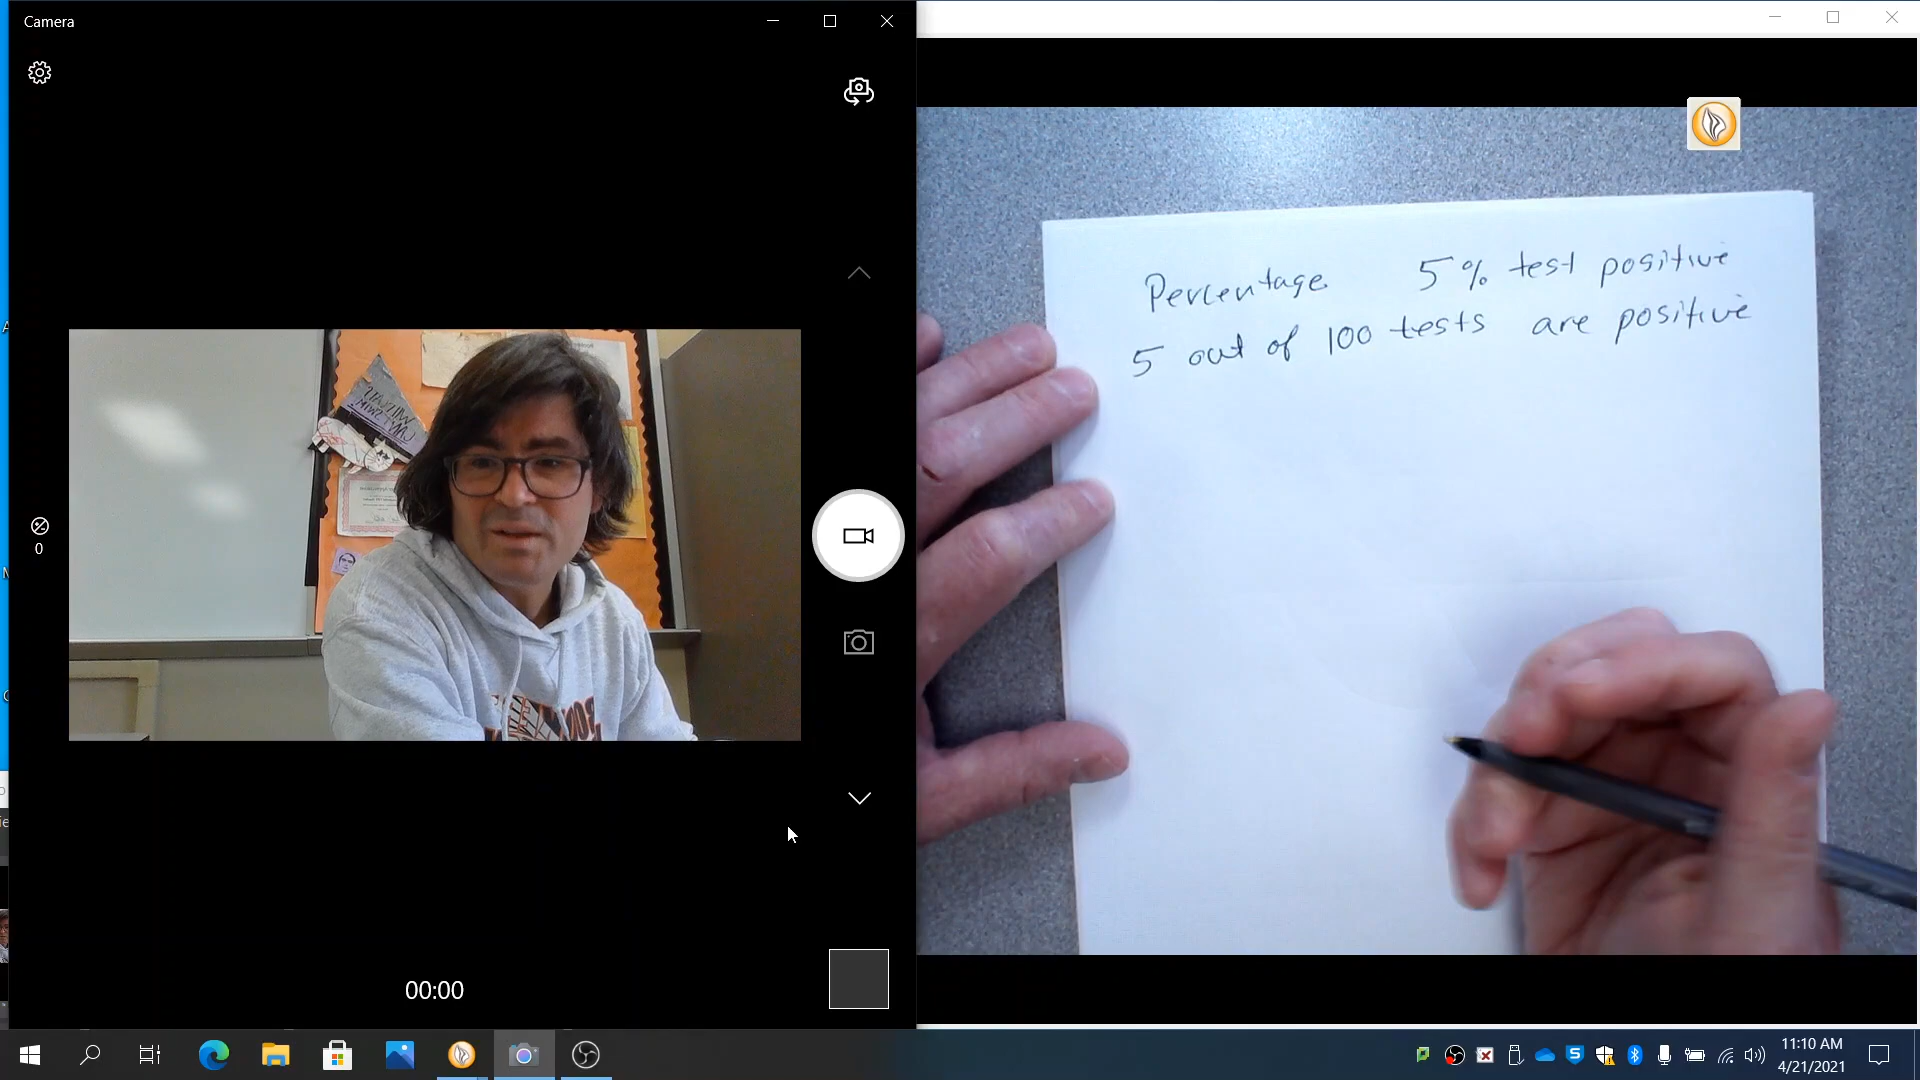 Camera
0
00:00
Percentage 5% test positive
5 out of 100 tests are positive
11:10 AM
4/21/2021